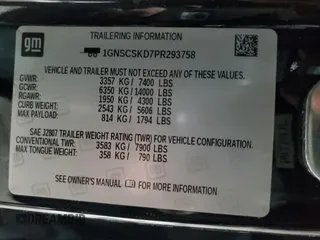 gm
TRAILERING INFORMATION
1GNSCSKD7PR293758
VEHICLE AND TRAILER MUST NOT EXCEED ANY OF THESE WEIGHTS
GVWR: 3357 KG / 7400 LBS
GCWR: 6350 KG / 14000 LBS
RGAWR: 1950 KG / 4300 LBS
CURB WEIGHT: 2543 KG / 5606 LBS
MAX PAYLOAD: 814 KG / 1794 LBS
SAE J2807 TRAILER WEIGHT RATING (TWR) FOR VEHICLE CONFIGURATION.
CONVENTIONAL TWR: 3583 KG / 7900 LBS
MAX TONGUE WEIGHT: 358 KG / 790 LBS
SEE OWNER'S MANUAL FOR MORE INFORMATION